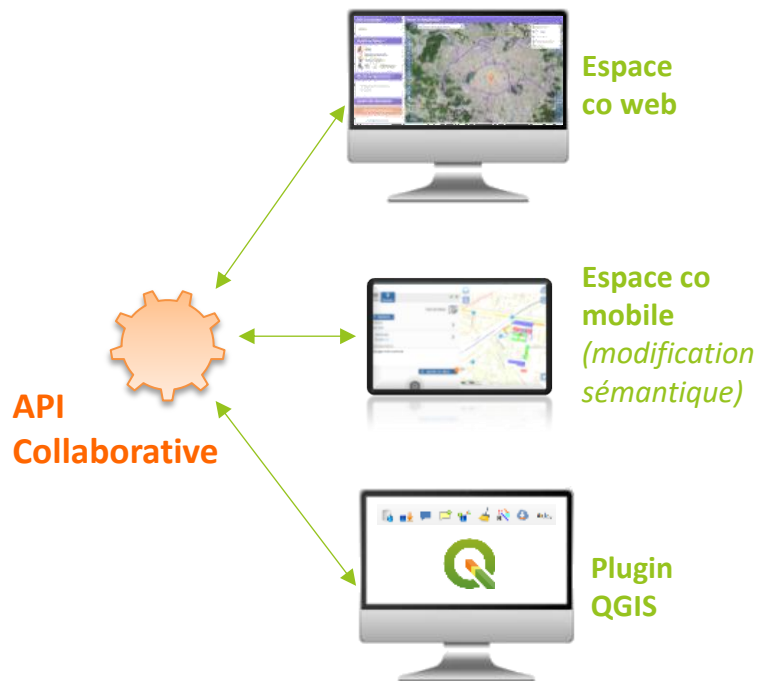 Espace
co web
Espace co
mobile
(modification
sémantique)
API
Collaborative
Plugin
QGIS